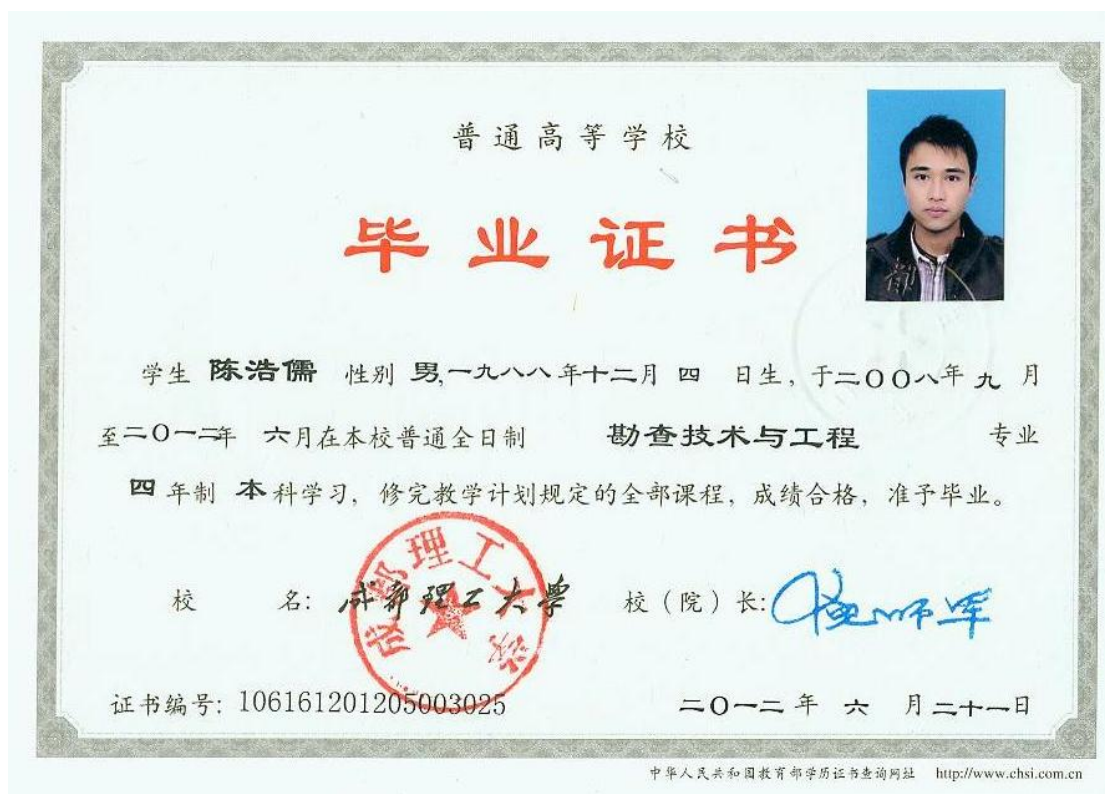 普通高等学校
毕业证书
学生 陈浩儒 性别 男,一九八八年十二月 四 日生,于二〇〇八年 九 月
至二〇一二年 六月在本校普通全日制 勘查技术与工程 专业
四 年制 本 科学习,修完教学计划规定的全部课程,成绩合格,准予毕业。
成都理工大学
校 名: 成都理工大学 校(院)长:
证书编号: 106161201205003025 二〇一二 年 六 月 二十一日
中华人民共和国教育部学历证书查询网址 http://www.chsi.com.cn